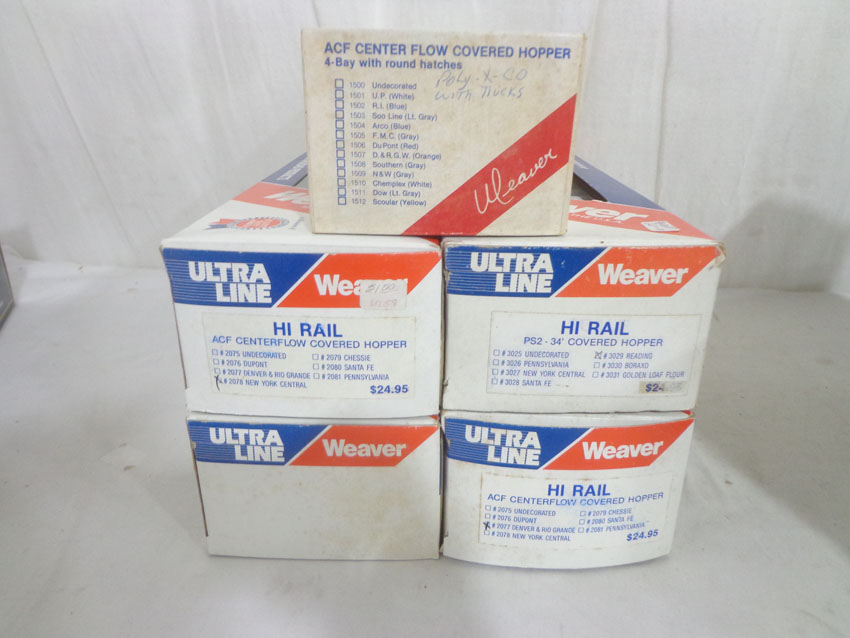 ACF CENTER FLOW COVERED HOPPER
4-Bay with round hatches
Poly-X-CO
WITH TRUCKS
1500 Undecorated
1501 U.P. (White)
1502 R.I. (Blue)
1503 Soo Line (Lt. Gray)
1504 Arco (Blue)
1505 F.M.C. (Gray)
1506 DuPont (Red)
1507 D.&R.G.W. (Orange)
1508 Southern (Gray)
1509 N&W (Gray)
1510 Chemplex (White)
1511 Dow (Lt. Gray)
1512 Scoular (Yellow)
Weaver
Weaver
ULTRA
LINE
Weaver
HI RAIL
ACF CENTERFLOW COVERED HOPPER
# 2075 UNDECORATED # 2079 CHESSIE
# 2076 DUPONT # 2080 SANTA FE
# 2077 DENVER & RIO GRANDE # 2081 PENNSYLVANIA
# 2078 NEW YORK CENTRAL
$24.95
ULTRA
LINE
Weaver
HI RAIL
PS2 - 34' COVERED HOPPER
# 3025 UNDECORATED # 3029 READING
# 3026 PENNSYLVANIA # 3030 BORAXO
# 3027 NEW YORK CENTRAL # 3031 GOLDEN LOAF FLOUR
# 3028 SANTA FE
ULTRA
LINE
Weaver
ULTRA
LINE
Weaver
HI RAIL
ACF CENTERFLOW COVERED HOPPER
# 2075 UNDECORATED # 2079 CHESSIE
# 2076 DUPONT # 2080 SANTA FE
# 2077 DENVER & RIO GRANDE # 2081 PENNSYLVANIA
# 2078 NEW YORK CENTRAL
$24.95